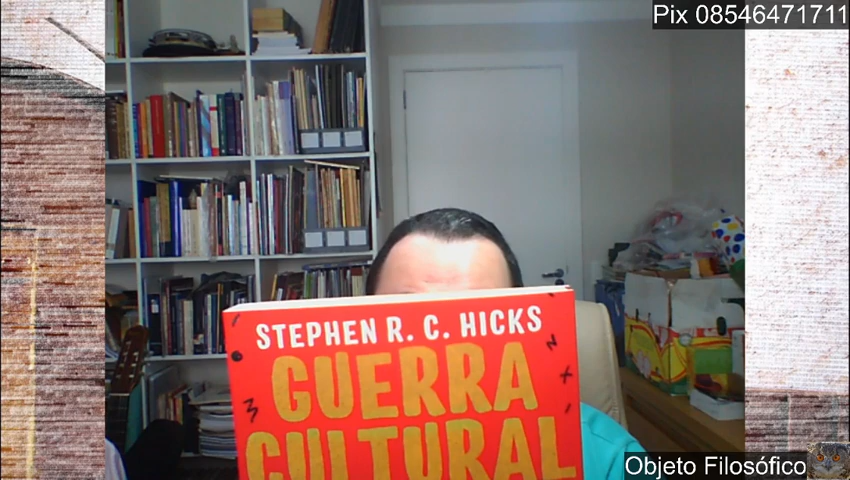 Pix 08546471711
STEPHEN R. C. HICKS
GUERRA
CULTURAL
Objeto Filosófico